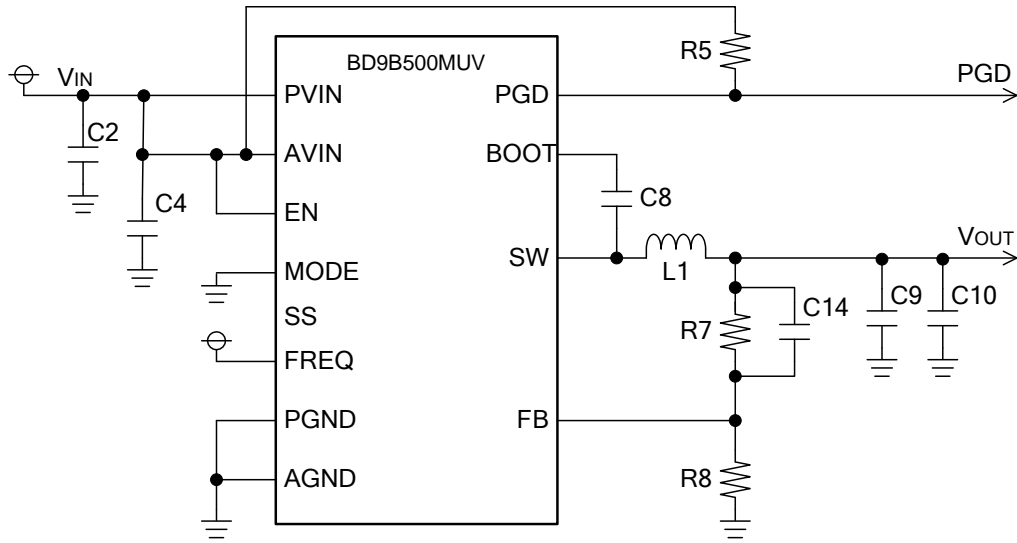 BD9B500MUV
R5
VIN
PVIN
PGD
PGD
C2
AVIN
BOOT
C4
C8
EN
SW
VOUT
MODE
L1
C9
C10
SS
R7
C14
FREQ
PGND
FB
AGND
R8